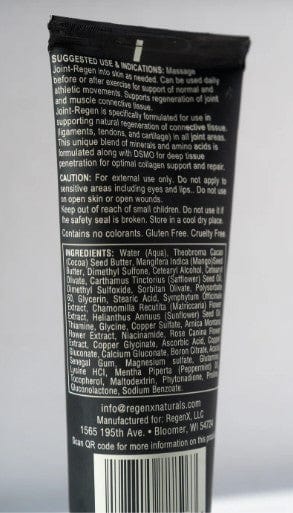 SUGGESTED USE & INDICATIONS: Massage
Joint-Regen into skin as needed. Can be used daily
before or after exercise for support of normal and
athletic movements. Supports regeneration of joint
and muscle connective tissue.
Joint-Regen is specifically formulated for use in
supporting natural regeneration of connective tissue
(ligaments, tendons, and cartilage) in all joint areas.
This unique blend of minerals and amino acids is
formulated along with DSMO for deep tissue
penetration for optimal collagen support and repair.
CAUTION: For external use only. Do not apply to
sensitive areas including eyes and lips.. Do not use
on open skin or open wounds.
Keep out of reach of small children. Do not use it if
the safety seal is broken. Store in a cool dry place.
Contains no colorants. Gluten Free. Cruelty Free
INGREDIENTS: Water (Aqua), Theobroma Cacao
(Cocoa) Seed Butter, Mangifera Indica (Mango) Seed
Butter, Dimethyl Sulfone, Cetearyl Alcohol, Cetearyl
Olivate, Carthamus Tinctorius (Safflower) Seed Oil,
Dimethyl Sulfoxide, Sorbitan Olivate, Polysorbate
60, Glycerin, Stearic Acid, Symphytum Officinale
Extract, Chamomilla Recutita (Matricaria) Flower
Extract, Helianthus Annuus (Sunflower) Seed Oil,
Thiamine, Glycine, Copper Sulfate, Arnica Montana
Flower Extract, Niacinamide, Rose Canina Flower
Extract, Copper Glycinate, Ascorbic Acid, Copper
Gluconate, Calcium Gluconate, Boron Citrate,
Senegal Gum, Magnesium sulfate,
Lysine HCl, Mentha Piperta (Peppermint)
Tocopherol, Maltodextrin, Phytonadione,
Gluconolactone, Sodium Benzoate.
info@regenxnaturals.com
Manufactured for: RegenX, LLC
1565 195th Ave. • Bloomer, WI 54724
Scan QR code for more information on this